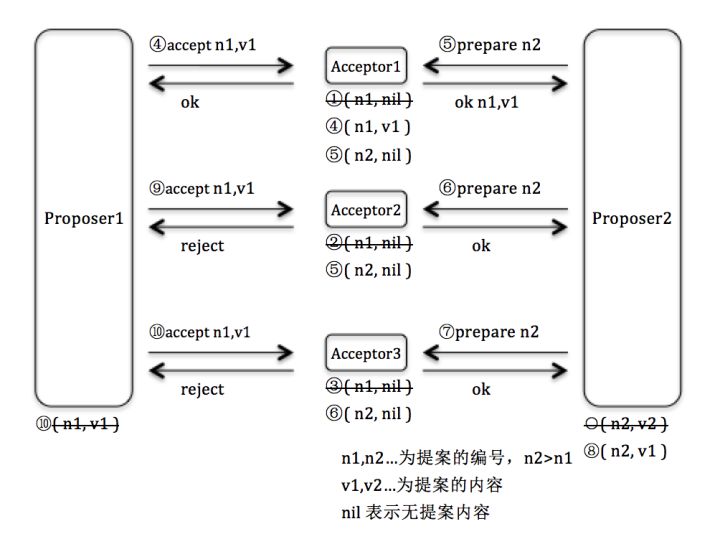 ④accept n1,v1
ok
Acceptor1
①( n1, nil )
④( n1, v1 )
⑤( n2, nil )
⑤prepare n2
ok n1,v1
Proposer1
⑨accept n1,v1
reject
Acceptor2
②( n1, nil )
⑤( n2, nil )
⑥prepare n2
ok
Proposer2
⑩accept n1,v1
reject
Acceptor3
③( n1, nil )
⑥( n2, nil )
⑦prepare n2
ok
⑩( n1, v1 )
○( n2, v2 )
⑧( n2, v1 )
n1,n2...为提案的编号，n2>n1
v1,v2...为提案的内容
nil 表示无提案内容